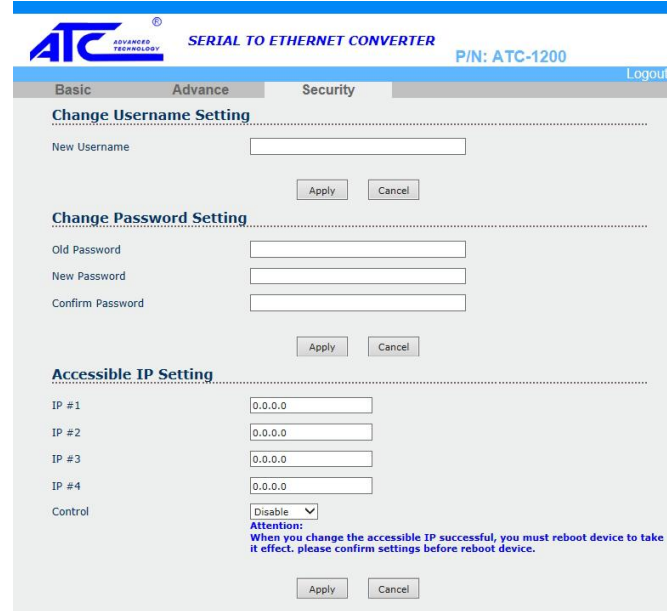 ®
ATC ADVANCED TECHNOLOGY
SERIAL TO ETHERNET CONVERTER
P/N: ATC-1200
Logout
Basic Advance Security
Change Username Setting
New Username
Apply Cancel
Change Password Setting
Old Password
New Password
Confirm Password
Apply Cancel
Accessible IP Setting
IP #1 0.0.0.0
IP #2 0.0.0.0
IP #3 0.0.0.0
IP #4 0.0.0.0
Control Disable
Attention:
When you change the accessible IP successful, you must reboot device to take
it effect. please confirm settings before reboot device.
Apply Cancel